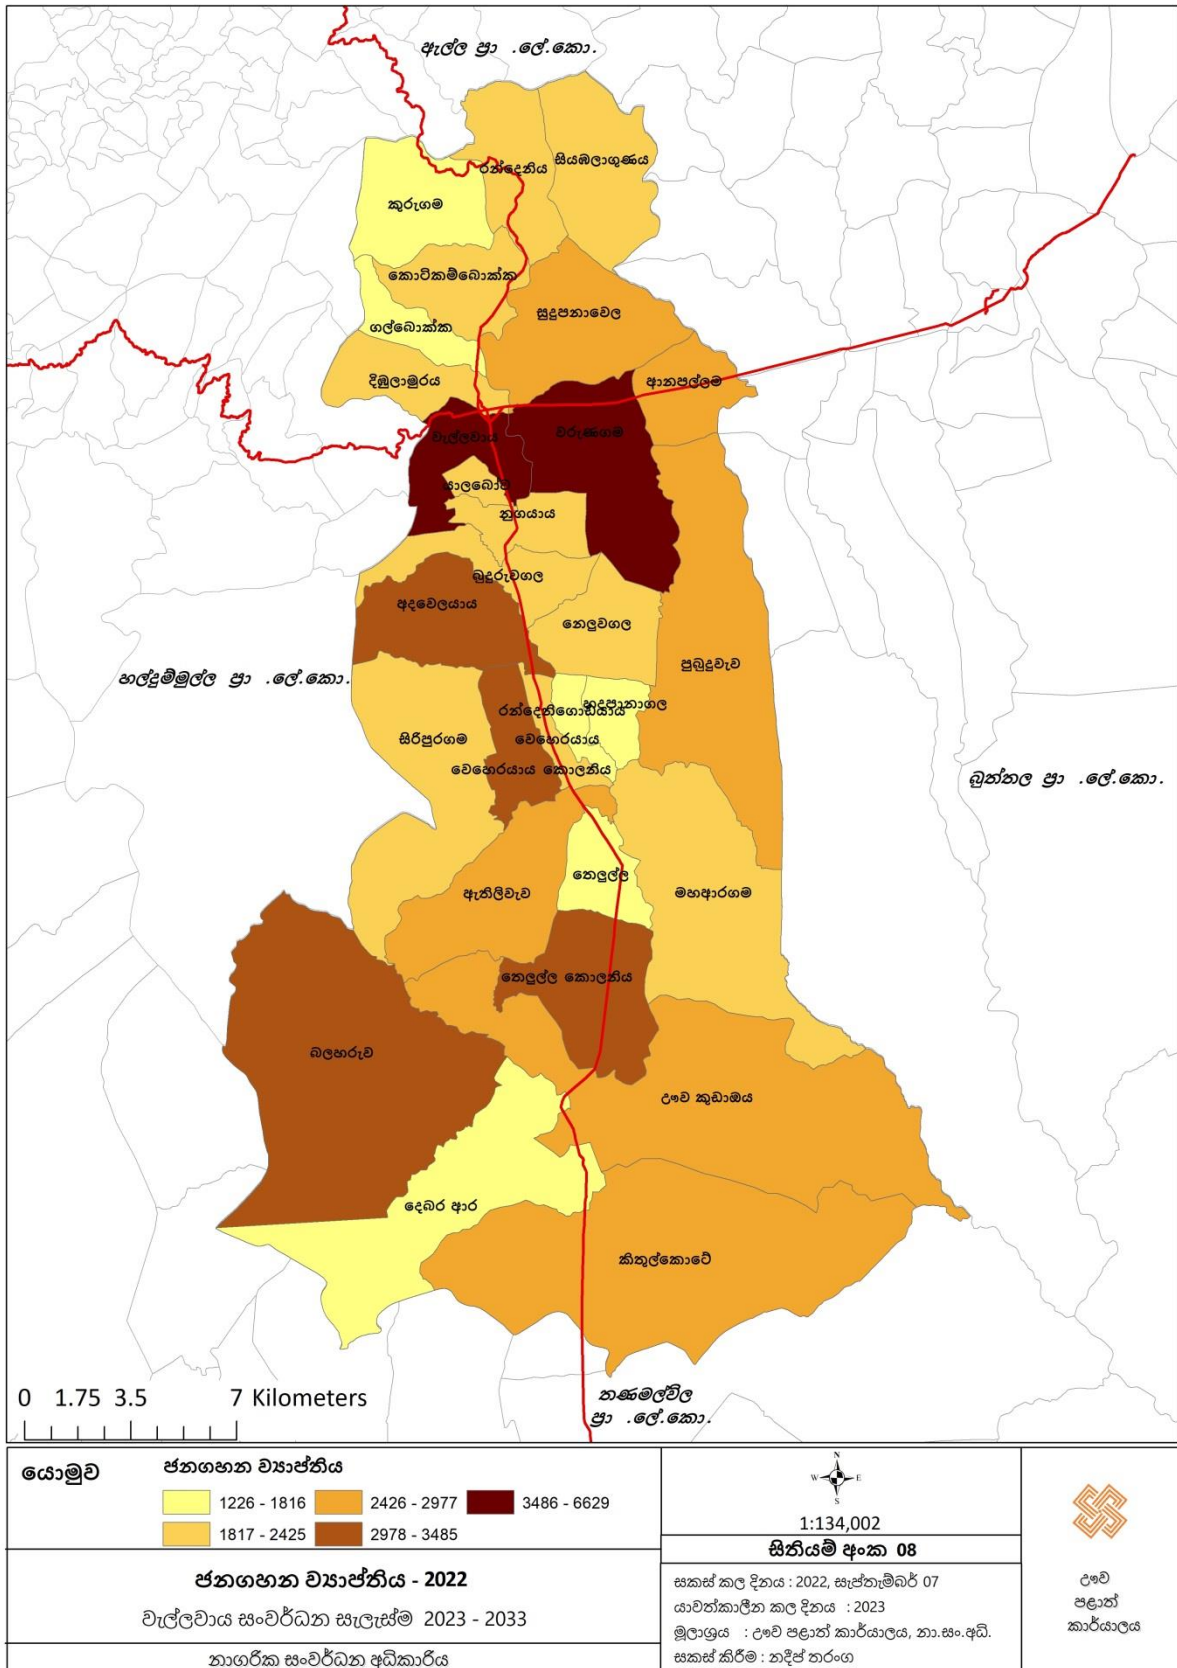 ඇල්ල ප්‍රා .ලේ.කො.
සියඹලාගුණය
රන්දෙනිය
කුරුගම
කොටිකම්බොක්ක
සුදුපනාවෙල
ගල්බොක්ක
දිඹුලාමුරය
ආනපල්ලම
වැල්ලවාය
වරුණගම
යාලබෝව
නුගයාය
බුදුරුවගල
අදවෙලයාය
නෙලුවගල
පුබුදුවැව
හල්දුම්මුල්ල ප්‍රා .ලේ.කො.
හදපානාගල
රන්දෙනිගොඩයාය
සිරිපුරගම
වෙහෙරයාය
වෙහෙරයාය කොලනිය
බුත්තල ප්‍රා .ලේ.කො.
තෙලුල්ල
ඇතිලිවැව
මහආරගම
තෙලුල්ල කොලනිය
බලහරුව
ඌව කුඩාඔය
දෙබර ආර
කිතුල්කොටේ
0 1.75 3.5 7 Kilometers
තණමල්විල
ප්‍රා .ලේ.කො.
යොමුව
ජනගහන ව්‍යාප්තිය
1226 - 1816
2426 - 2977
3486 - 6629
1817 - 2425
2978 - 3485
N
W E
S
1:134,002
සිතියම් අංක 08
ජනගහන ව්‍යාප්තිය - 2022
වැල්ලවාය සංවර්ධන සැලැස්ම 2023 - 2033
නාගරික සංවර්ධන අධිකාරිය
සකස් කල දිනය : 2022, සැප්තැම්බර් 07
යාවත්කාලීන කල දිනය : 2023
මූලාශ්‍රය : ඌව පළාත් කාර්යාලය, නා.සං.අධි.
සකස් කිරීම : නදීප් තරංග
ඌව
පළාත්
කාර්යාලය